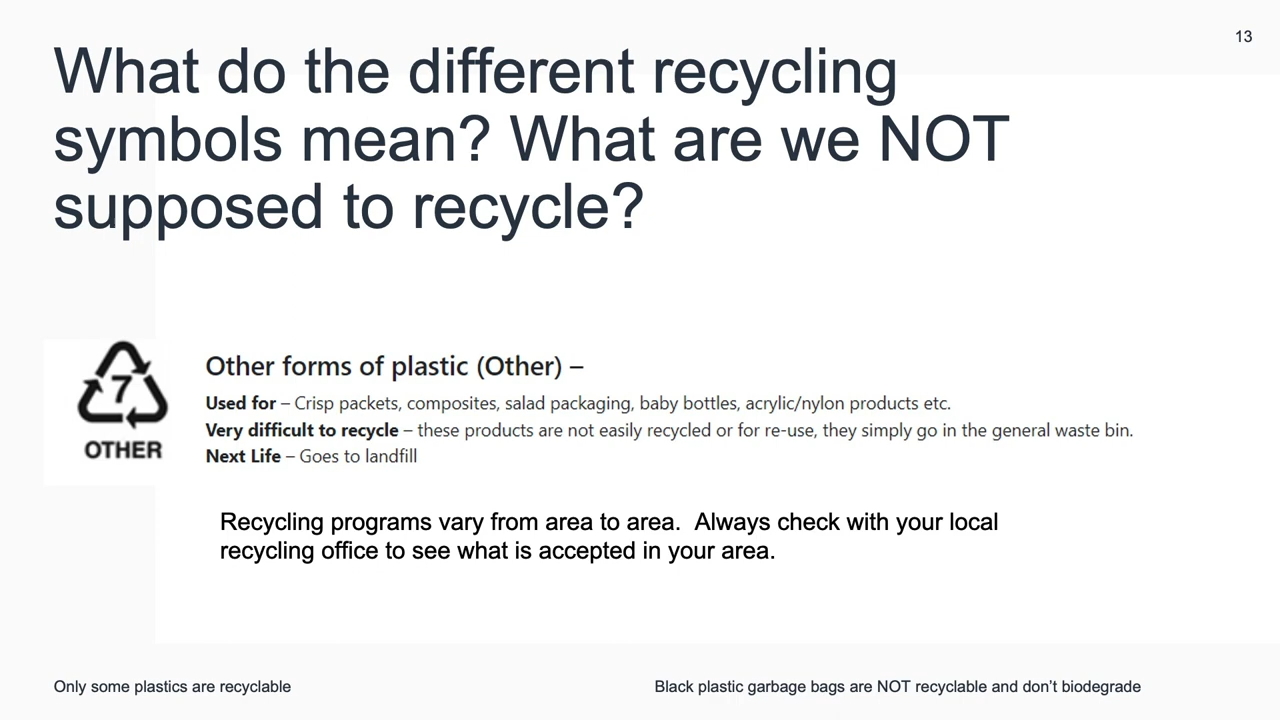 13
What do the different recycling
symbols mean? What are we NOT
supposed to recycle?
7
OTHER
Other forms of plastic (Other) –
Used for – Crisp packets, composites, salad packaging, baby bottles, acrylic/nylon products etc.
Very difficult to recycle – these products are not easily recycled or for re-use, they simply go in the general waste bin.
Next Life – Goes to landfill
Recycling programs vary from area to area.  Always check with your local
recycling office to see what is accepted in your area.
Only some plastics are recyclable
Black plastic garbage bags are NOT recyclable and don’t biodegrade